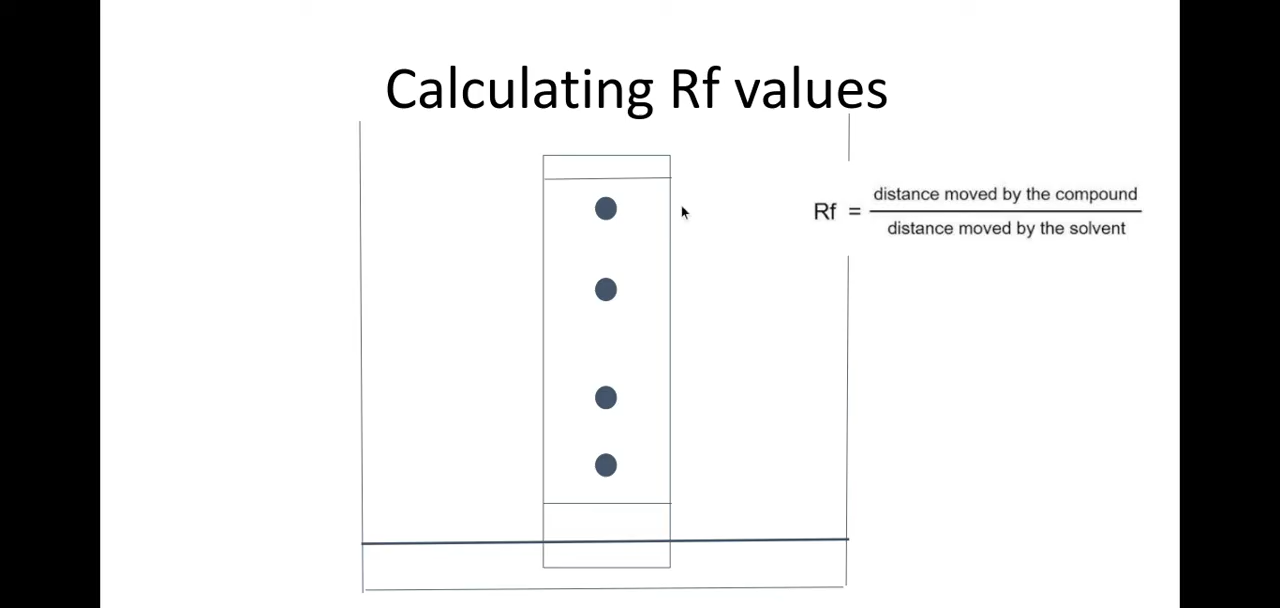 Calculating Rf values
distance moved by the compound
Rf =
distance moved by the solvent